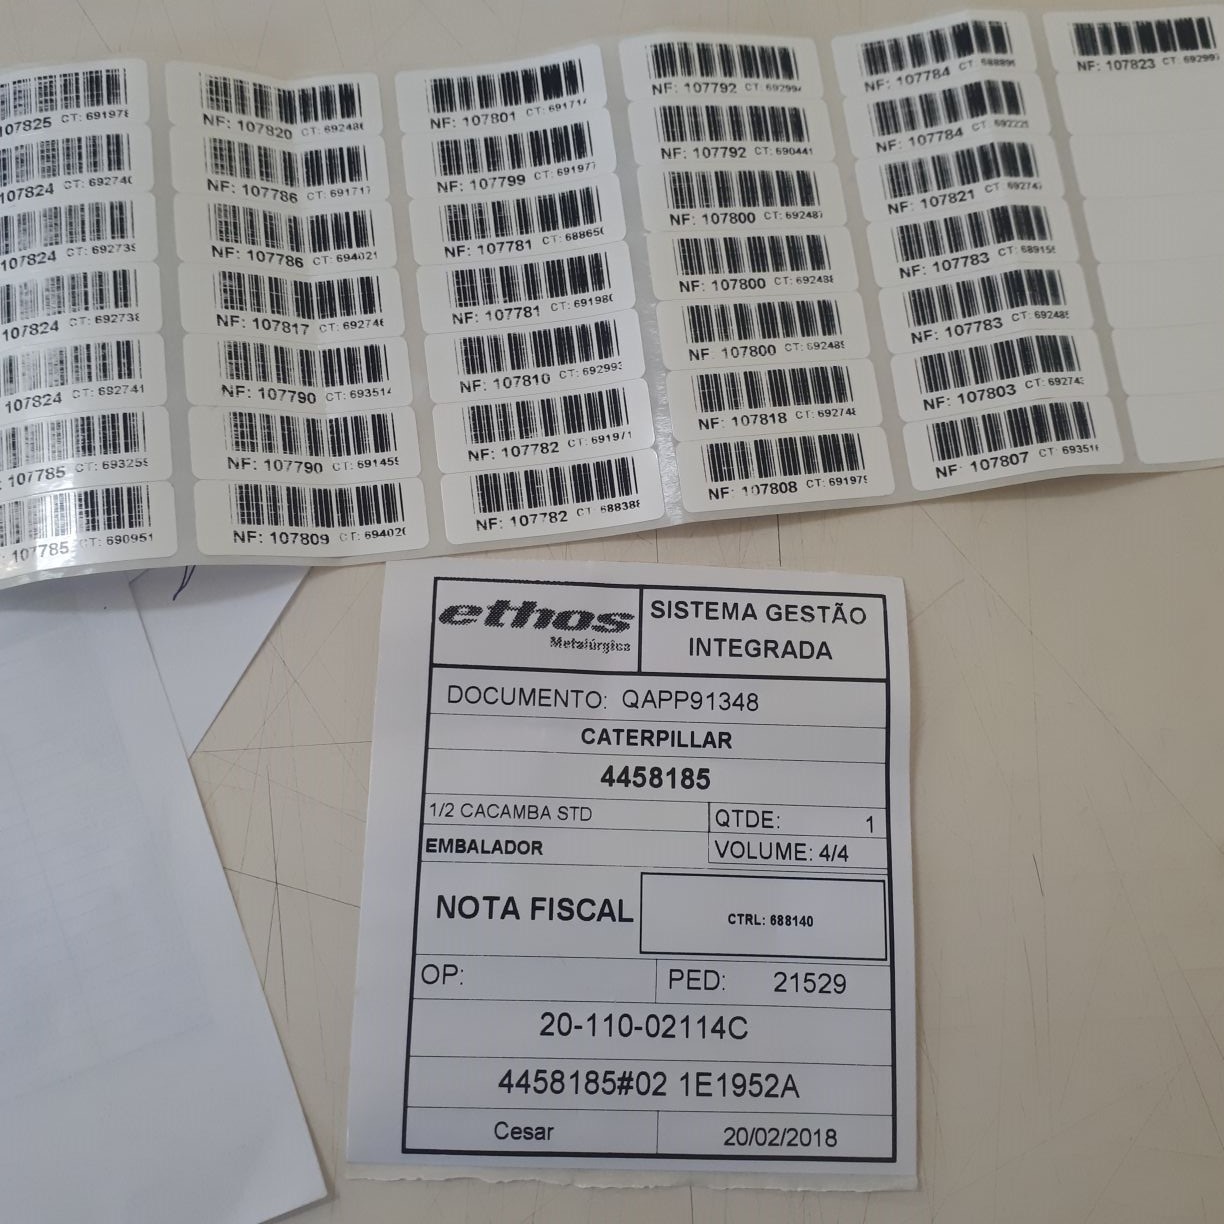 107825 CT: 691978
107824 CT: 692740
107824 CT: 692739
107824 CT: 692738
107824 CT: 692741
107785 CT: 693259
107785 CT: 690951
NF: 107820 CT: 692480
NF: 107786 CT: 691717
NF: 107786 CT: 694021
NF: 107817 CT: 692746
NF: 107790 CT: 693514
NF: 107790 CT: 691459
NF: 107809 CT: 694020
NF: 107801 CT: 691714
NF: 107799 CT: 691977
NF: 107781 CT: 688650
NF: 107781 CT: 691980
NF: 107810 CT: 692993
NF: 107782 CT: 691971
NF: 107782 CT: 688388
NF: 107792 CT: 692994
NF: 107792 CT: 690441
NF: 107800 CT: 692487
NF: 107800 CT: 692488
NF: 107800 CT: 692489
NF: 107818 CT: 692748
NF: 107808 CT: 691979
NF: 107784 CT:
NF: 107784 CT: 692225
NF: 107821 CT: 692747
NF: 107783 CT: 689155
NF: 107783 CT: 692485
NF: 107803 CT: 692743
NF: 107807 CT: 693516
NF: 107823 CT: 692997
ethos
Metalúrgica
SISTEMA GESTÃO
INTEGRADA
DOCUMENTO: QAPP91348
CATERPILLAR
4458185
1/2 CACAMBA STD
QTDE: 1
EMBALADOR
VOLUME: 4/4
NOTA FISCAL
CTRL: 688140
OP:
PED: 21529
20-110-02114C
4458185#02 1E1952A
Cesar
20/02/2018